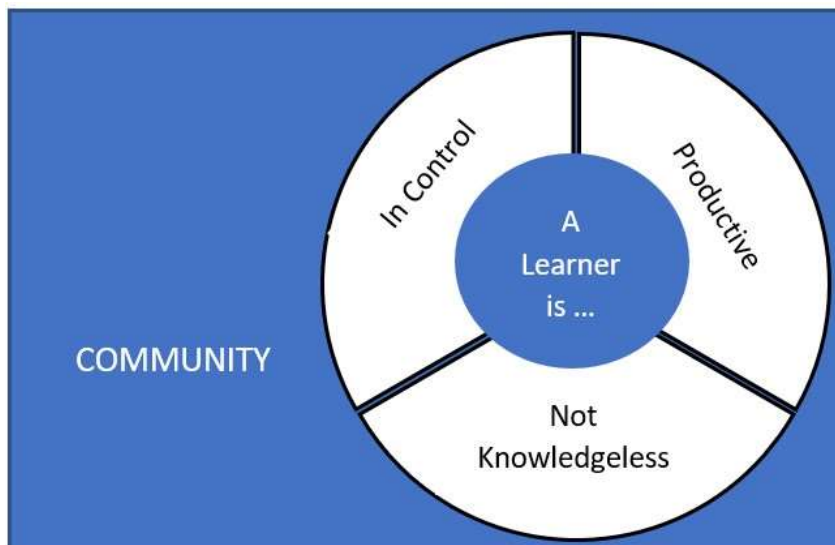 In Control
Productive
A
Learner
is ...
COMMUNITY
Not
Knowledgeless